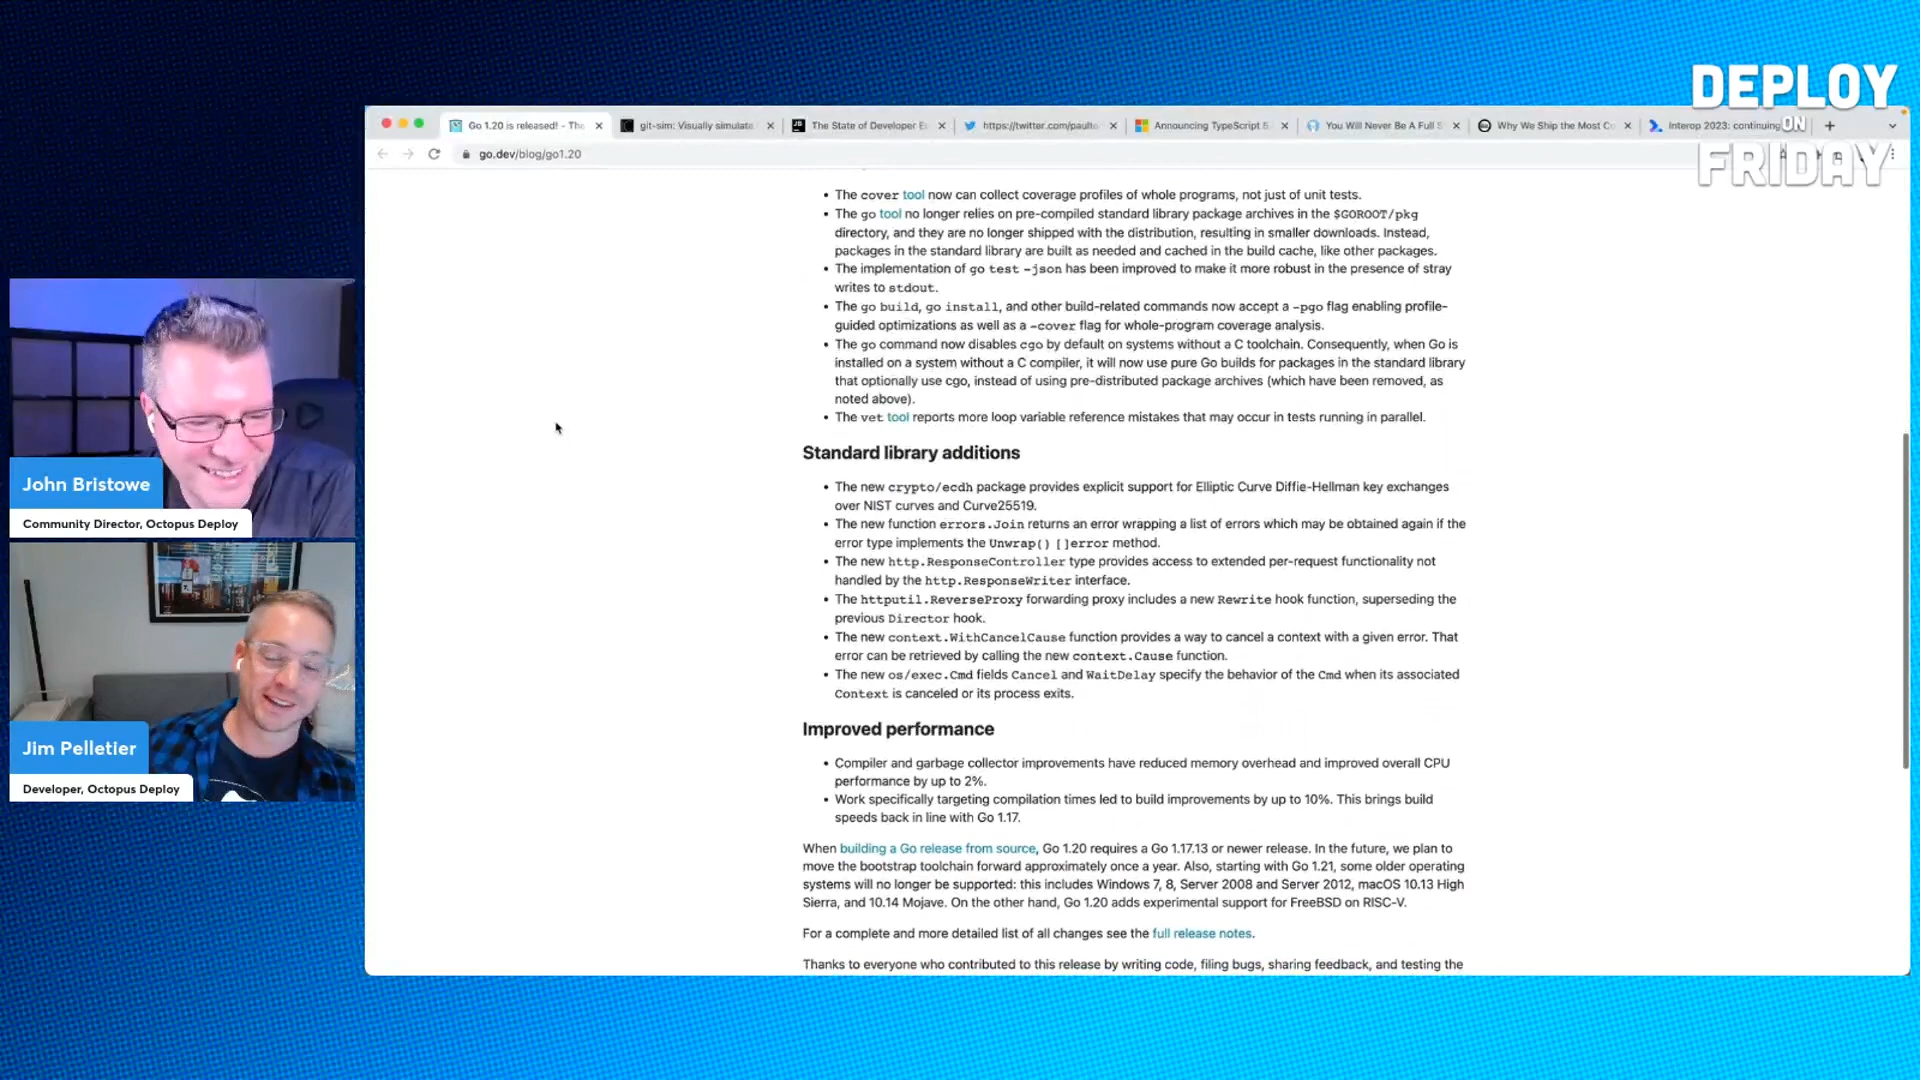 DEPLOY
ON
FRIDAY
Go 1.20 is released! - The
git-sim: Visually simulate
The State of Developer E
https://twitter.com/paulto
Announcing TypeScript 5
You Will Never Be A Full S
Why We Ship the Most C
Interop 2023: continuing
go.dev/blog/go1.20
• The cover tool now can collect coverage profiles of whole programs, not just of unit tests.
• The go tool no longer relies on pre-compiled standard library package archives in the $GOROOT/pkg
directory, and they are no longer shipped with the distribution, resulting in smaller downloads. Instead,
packages in the standard library are built as needed and cached in the build cache, like other packages.
• The implementation of go test -json has been improved to make it more robust in the presence of stray
writes to stdout.
• The go build, go install, and other build-related commands now accept a -pgo flag enabling profile-
guided optimizations as well as a -cover flag for whole-program coverage analysis.
• The go command now disables cgo by default on systems without a C toolchain. Consequently, when Go is
installed on a system without a C compiler, it will now use pure Go builds for packages in the standard library
that optionally use cgo, instead of using pre-distributed package archives (which have been removed, as
noted above).
• The vet tool reports more loop variable reference mistakes that may occur in tests running in parallel.
Standard library additions
• The new crypto/ecdh package provides explicit support for Elliptic Curve Diffie-Hellman key exchanges
over NIST curves and Curve25519.
• The new function errors.Join returns an error wrapping a list of errors which may be obtained again if the
error type implements the Unwrap() []error method.
• The new http.ResponseController type provides access to extended per-request functionality not
handled by the http.ResponseWriter interface.
• The httputil.ReverseProxy forwarding proxy includes a new Rewrite hook function, superseding the
previous Director hook.
• The new context.WithCancelCause function provides a way to cancel a context with a given error. That
error can be retrieved by calling the new context.Cause function.
• The new os/exec.Cmd fields Cancel and WaitDelay specify the behavior of the Cmd when its associated
Context is canceled or its process exits.
Improved performance
• Compiler and garbage collector improvements have reduced memory overhead and improved overall CPU
performance by up to 2%.
• Work specifically targeting compilation times led to build improvements by up to 10%. This brings build
speeds back in line with Go 1.17.
When building a Go release from source, Go 1.20 requires a Go 1.17.13 or newer release. In the future, we plan to
move the bootstrap toolchain forward approximately once a year. Also, starting with Go 1.21, some older operating
systems will no longer be supported: this includes Windows 7, 8, Server 2008 and Server 2012, macOS 10.13 High
Sierra, and 10.14 Mojave. On the other hand, Go 1.20 adds experimental support for FreeBSD on RISC-V.
For a complete and more detailed list of all changes see the full release notes.
Thanks to everyone who contributed to this release by writing code, filing bugs, sharing feedback, and testing the
John Bristowe
Community Director, Octopus Deploy
Jim Pelletier
Developer, Octopus Deploy